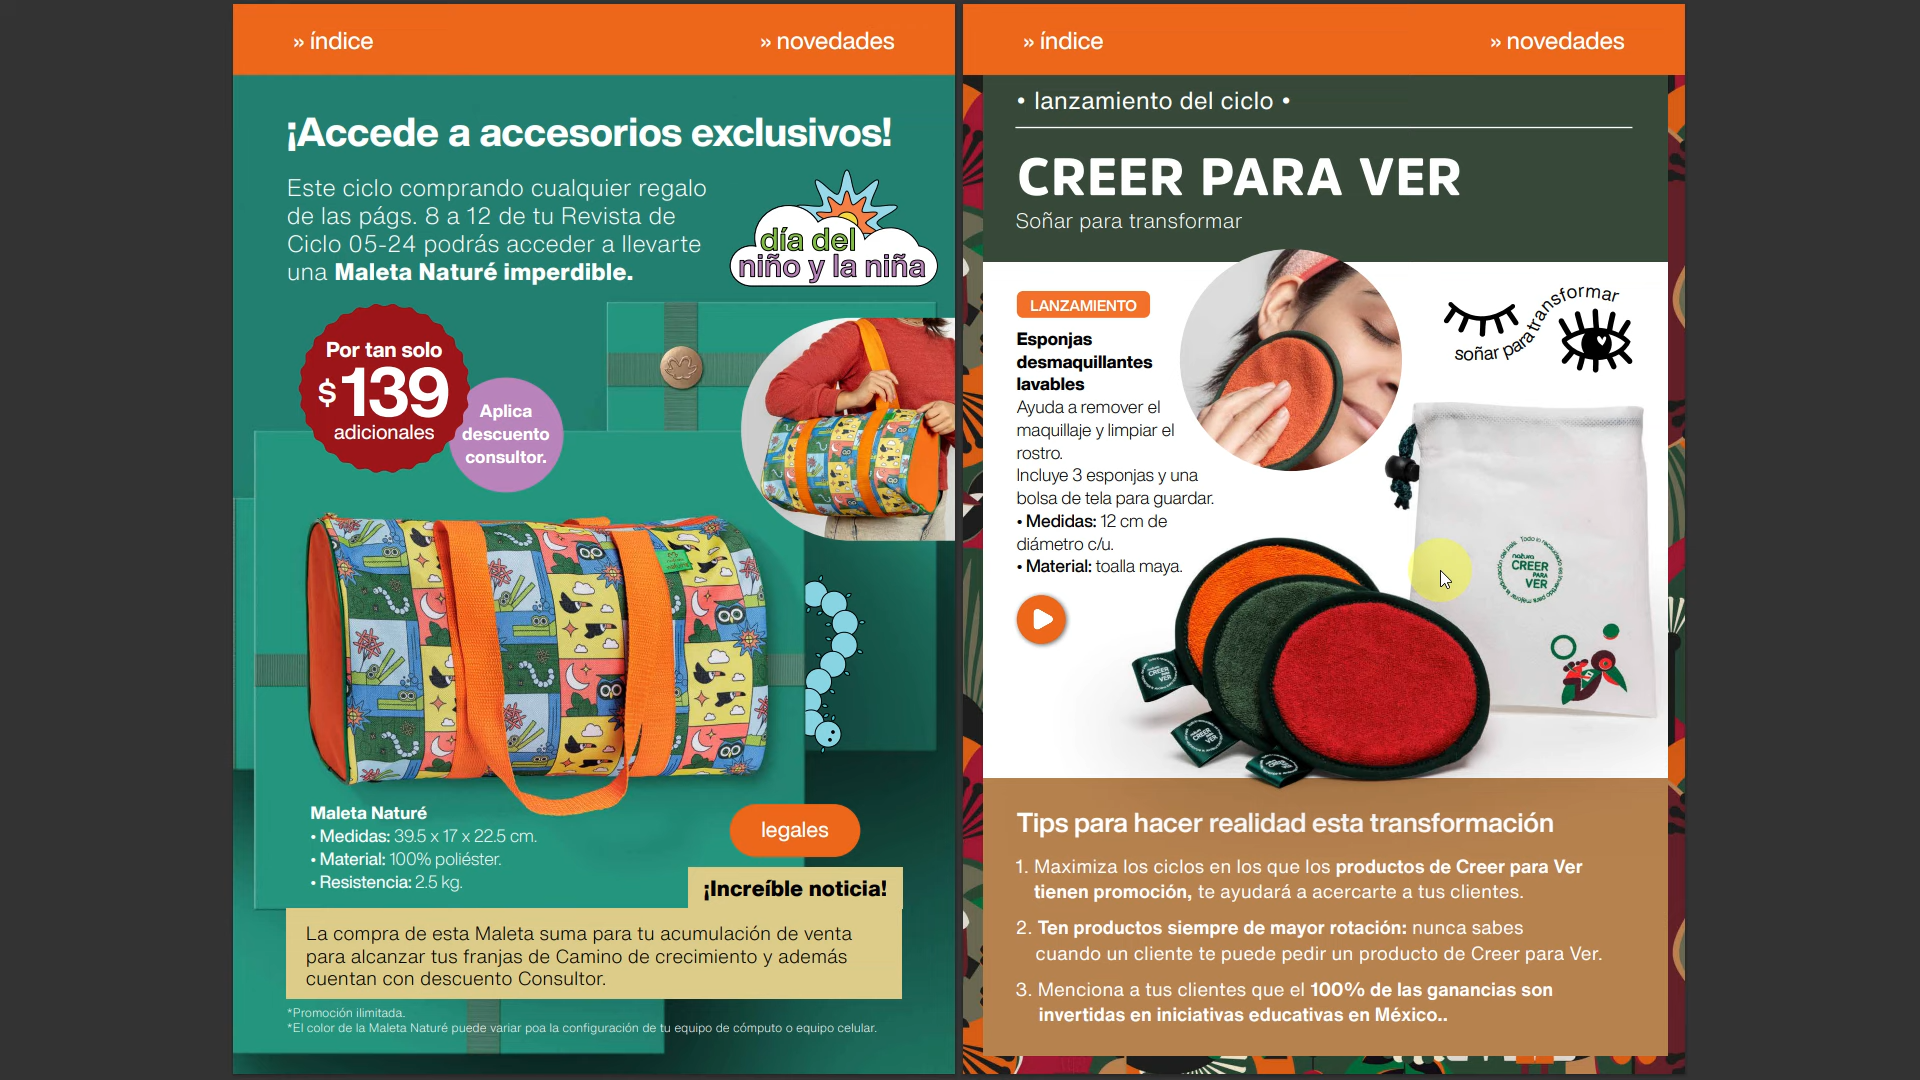 » índice
» novedades
¡Accede a accesorios exclusivos!
Este ciclo comprando cualquier regalo
de las págs. 8 a 12 de tu Revista de
Ciclo 05-24 podrás acceder a llevarte
una Maleta Naturé imperdible.
día del
niño y la niña
Por tan solo
$139
adicionales
Aplica
descuento
consultor.
Maleta Naturé
• Medidas: 39.5 x 17 x 22.5 cm.
• Material: 100% poliéster.
• Resistencia: 2.5 kg.
legales
¡Increíble noticia!
La compra de esta Maleta suma para tu acumulación de venta
para alcanzar tus franjas de Camino de crecimiento y además
cuentan con descuento Consultor.
*Promoción ilimitada.
*El color de la Maleta Naturé puede variar poa la configuración de tu equipo de cómputo o equipo celular.
» índice
» novedades
• lanzamiento del ciclo •
CREER PARA VER
Soñar para transformar
LANZAMIENTO
Esponjas
desmaquillantes
lavables
Ayuda a remover el
maquillaje y limpiar el
rostro.
Incluye 3 esponjas y una
bolsa de tela para guardar.
• Medidas: 12 cm de
diámetro c/u.
• Material: toalla maya.
soñar para transformar
natura
CREER
PARA
VER
CREER
VER
Tips para hacer realidad esta transformación
1. Maximiza los ciclos en los que los productos de Creer para Ver
tienen promoción, te ayudará a acercarte a tus clientes.
2. Ten productos siempre de mayor rotación: nunca sabes
cuando un cliente te puede pedir un producto de Creer para Ver.
3. Menciona a tus clientes que el 100% de las ganancias son
invertidas en iniciativas educativas en México..